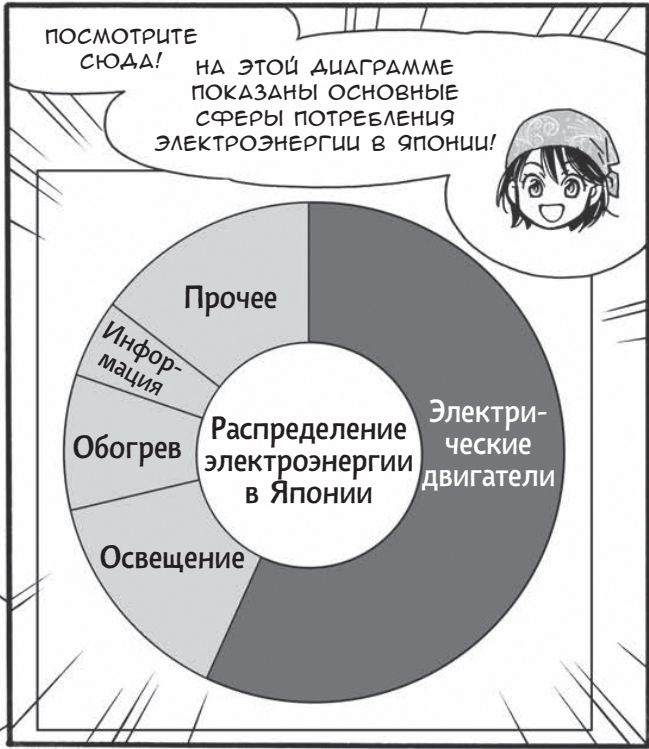 ПОСМОТРИТЕ
СЮДА!
НА ЭТОЙ ДИАГРАММЕ
ПОКАЗАНЫ ОСНОВНЫЕ
СФЕРЫ ПОТРЕБЛЕНИЯ
ЭЛЕКТРОЭНЕРГИИ В ЯПОНИИ!
Прочее
Инфор-
мация
Обогрев
Освещение
Распределение
электроэнергии
в Японии
Электри-
ческие
двигатели